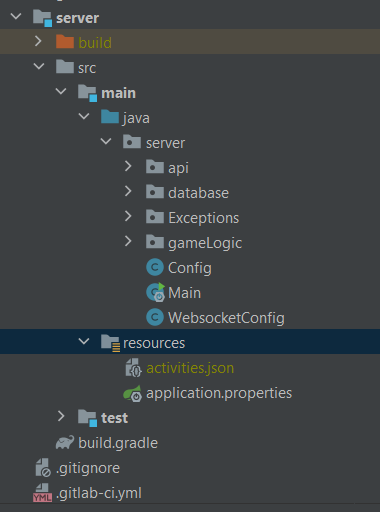 server
build
src
main
java
server
api
database
Exceptions
gameLogic
C Config
C Main
C WebsocketConfig
resources
activities.json
application.properties
test
build.gradle
.gitignore
YML .gitlab-ci.yml